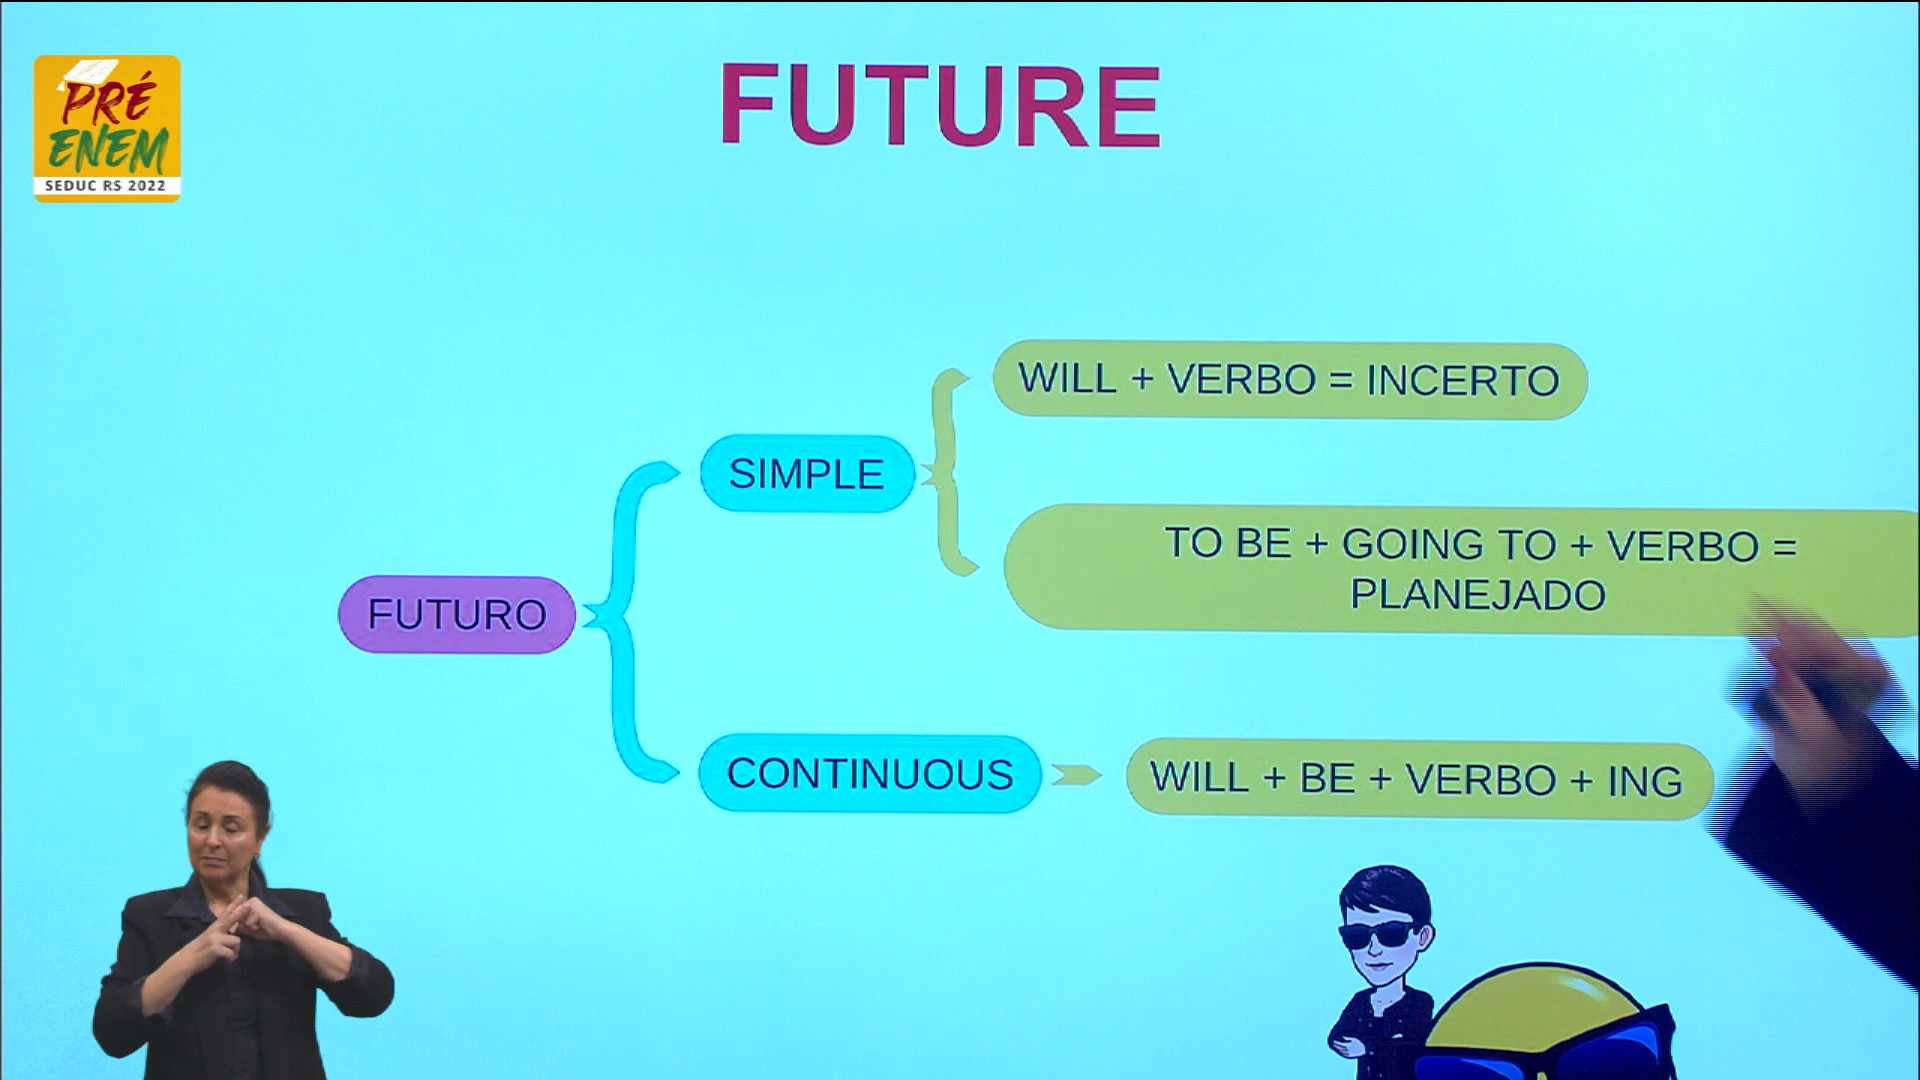 PRÉ
ENEM
SEDUC RS 2022
FUTURE
WILL + VERBO = INCERTO
SIMPLE
TO BE + GOING TO + VERBO =
PLANEJADO
FUTURO
CONTINUOUS
WILL + BE + VERBO + ING